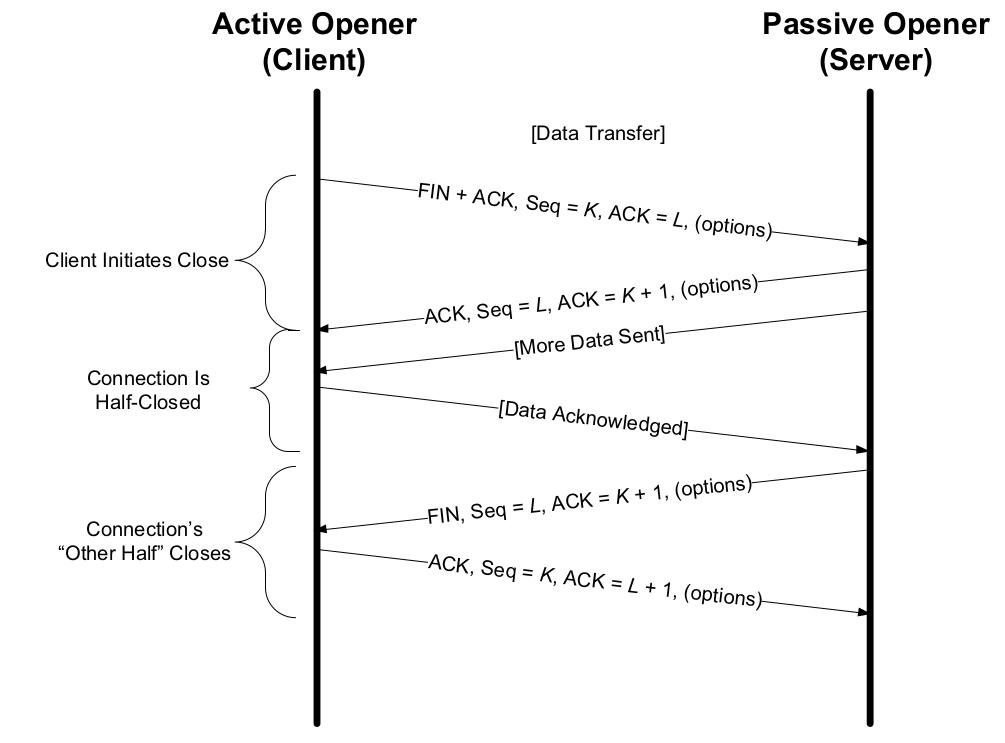 Active Opener
(Client)
Passive Opener
(Server)
[Data Transfer]
FIN + ACK, Seq = K, ACK = L, (options)
Client Initiates Close
ACK, Seq = L, ACK = K + 1, (options)
[More Data Sent]
Connection Is
Half-Closed
[Data Acknowledged]
FIN, Seq = L, ACK = K + 1, (options)
Connection’s
“Other Half” Closes
ACK, Seq = K, ACK = L + 1, (options)